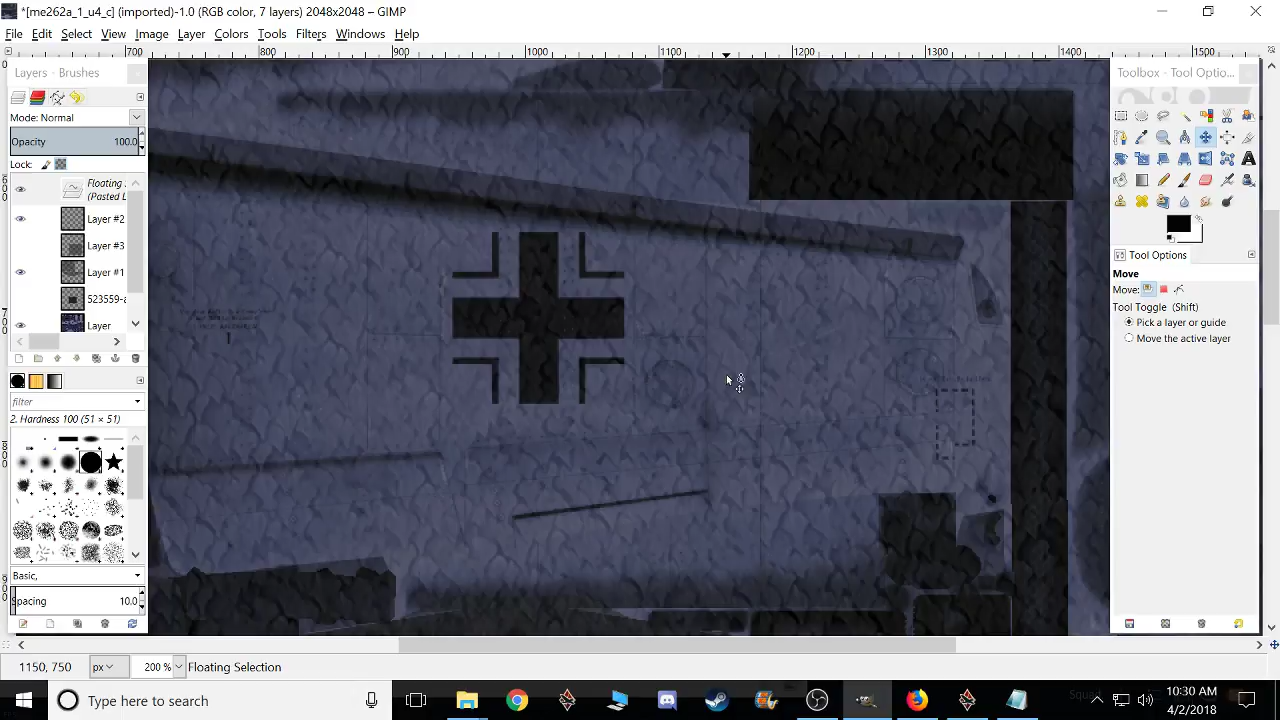 *[me262a_1_u4_c] (imported)-1.0 (RGB color, 7 layers) 2048x2048 – GIMP
File Edit Select View Image Layer Colors Tools Filters Windows Help
700 800 900 1000 1100 1200 1300 1400 1500
Layers - Brushes
Mode: Normal
Opacity 100.0
Lock:
Floating .
(Pasted L
Layer #2
Layer #3
Layer #1
523559-a
Layer
filter
2. Hardness 100 (51 × 51)
Basic,
Spacing 10.0
Toolbox - Tool Optio...
Tool Options
Move
Move:
Tool Toggle (Shift)
Pick a layer or guide
Move the active layer
1150, 750 px 200 % Floating Selection
Type here to search
10:30 AM
4/2/2018